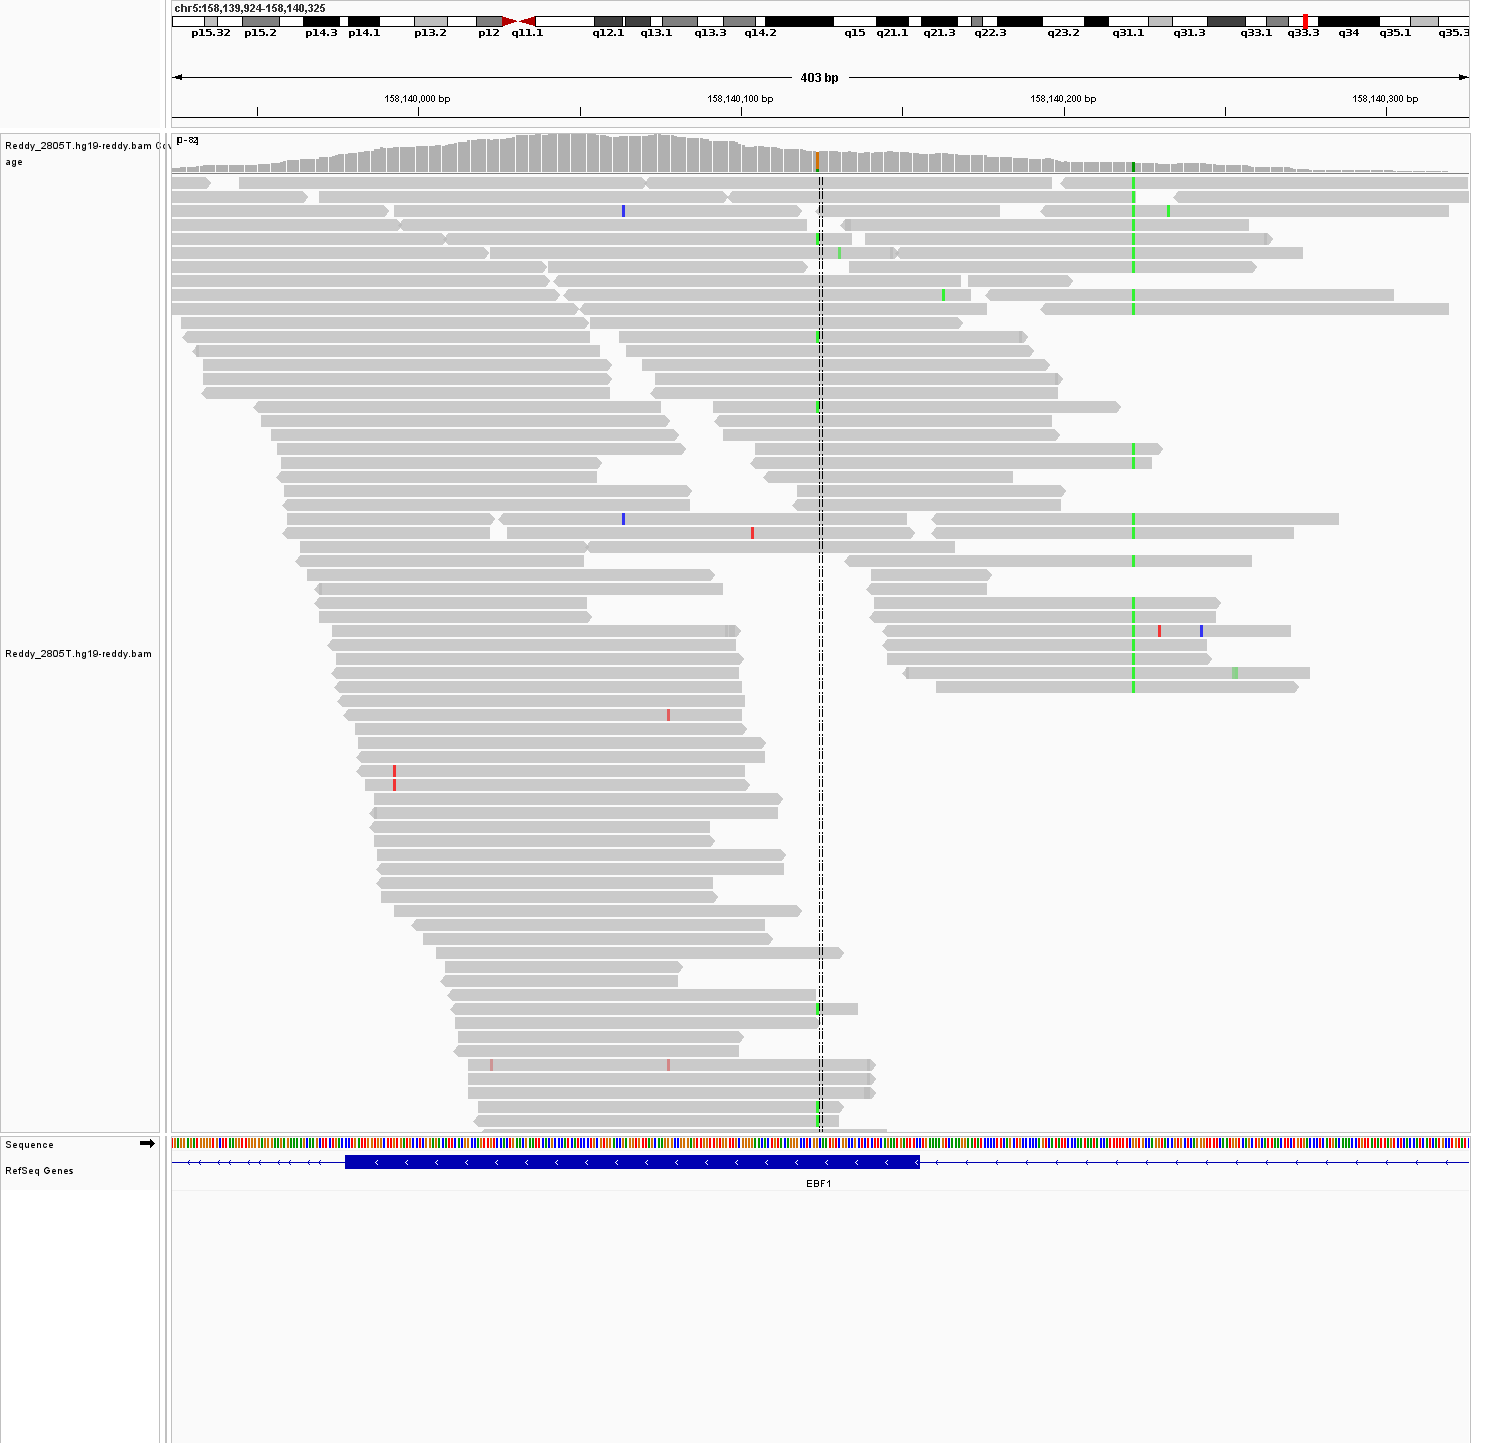 chr5:158,139,924-158,140,325
p15.32 p15.2 p14.3 p14.1 p13.2 p12 q11.1 q12.1 q13.1 q13.3 q14.2 q15 q21.1 q21.3 q22.3 q23.2 q31.1 q31.3 q33.1 q33.3 q34 q35.1 q35.3
403 bp
158,140,000 bp 158,140,100 bp 158,140,200 bp 158,140,300 bp
[0 - 82]
Reddy_2805T.hg19-reddy.bam Cov
age
Reddy_2805T.hg19-reddy.bam
Sequence
RefSeq Genes
EBF1